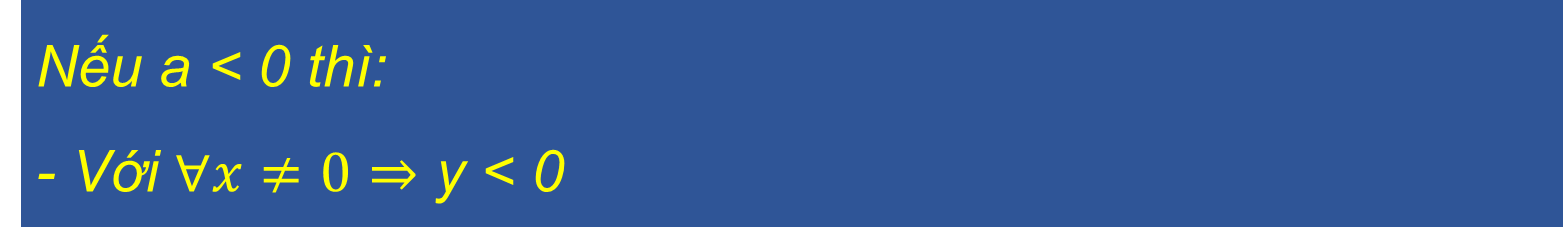 Nếu a < 0 thì:
- Với ∀x ≠ 0 ⇒ y < 0